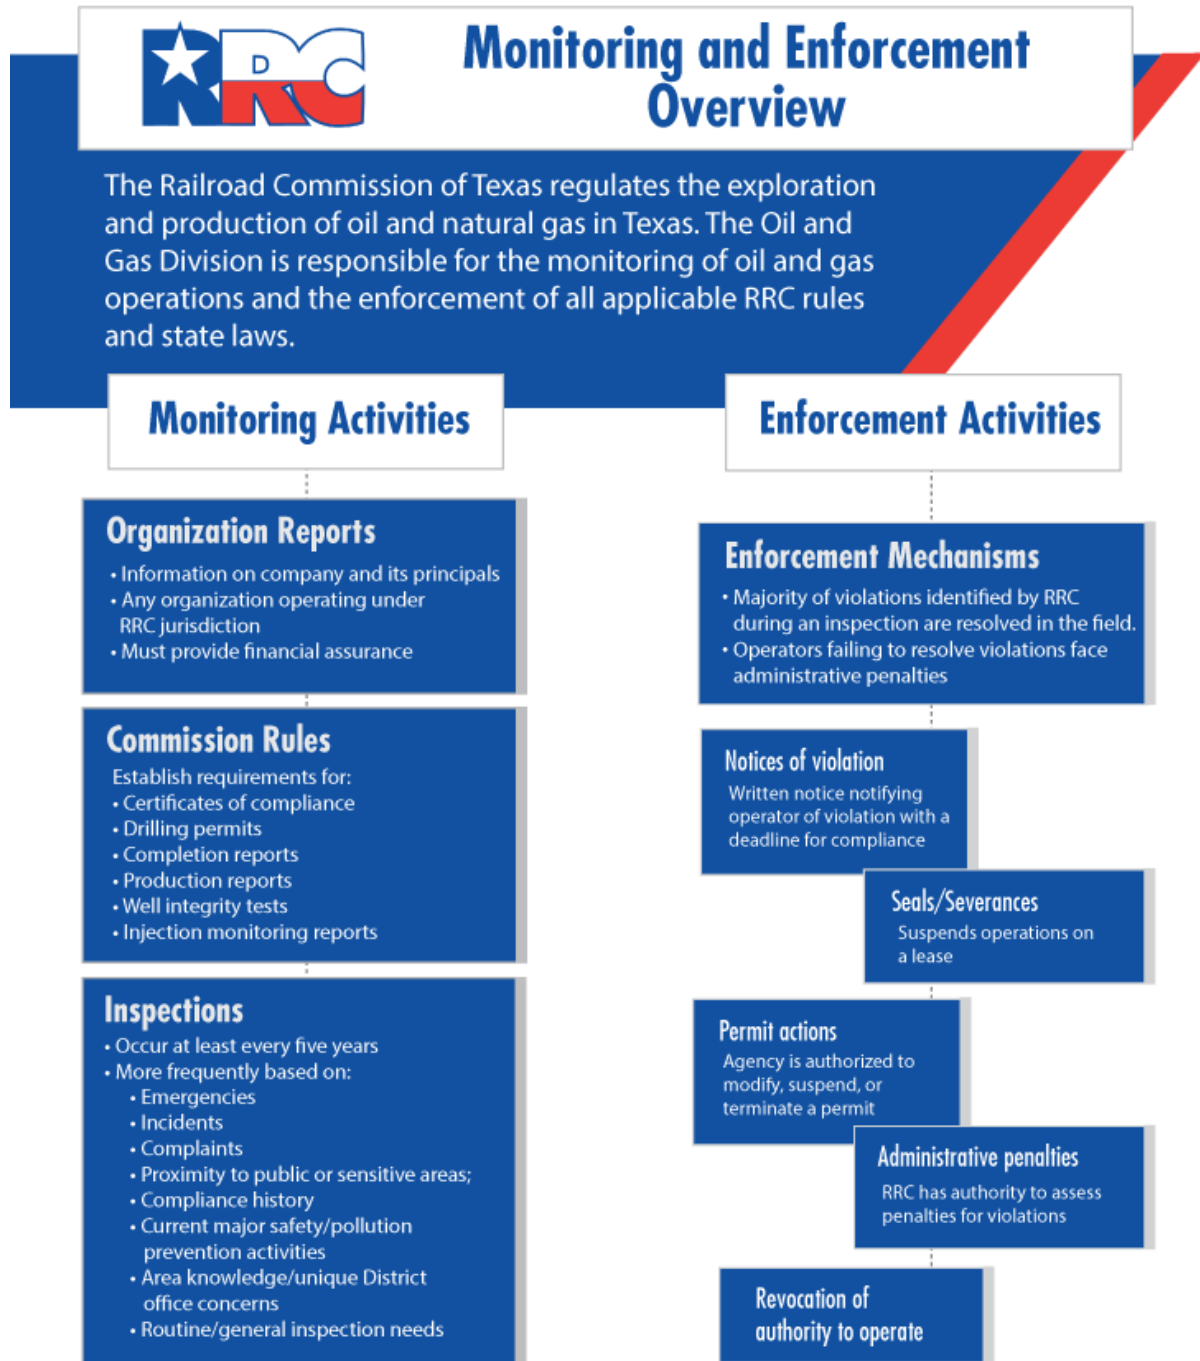 RRC
Monitoring and Enforcement
Overview
The Railroad Commission of Texas regulates the exploration
and production of oil and natural gas in Texas. The Oil and
Gas Division is responsible for the monitoring of oil and gas
operations and the enforcement of all applicable RRC rules
and state laws.
Monitoring Activities
Organization Reports
• Information on company and its principals
• Any organization operating under
RRC jurisdiction
• Must provide financial assurance
Commission Rules
Establish requirements for:
• Certificates of compliance
• Drilling permits
• Completion reports
• Production reports
• Well integrity tests
• Injection monitoring reports
Inspections
• Occur at least every five years
• More frequently based on:
• Emergencies
• Incidents
• Complaints
• Proximity to public or sensitive areas;
• Compliance history
• Current major safety/pollution
prevention activities
• Area knowledge/unique District
office concerns
• Routine/general inspection needs
Enforcement Activities
Enforcement Mechanisms
• Majority of violations identified by RRC
during an inspection are resolved in the field.
• Operators failing to resolve violations face
administrative penalties
Notices of violation
Written notice notifying
operator of violation with a
deadline for compliance
Seals/Severances
Suspends operations on
a lease
Permit actions
Agency is authorized to
modify, suspend, or
terminate a permit
Administrative penalties
RRC has authority to assess
penalties for violations
Revocation of
authority to operate